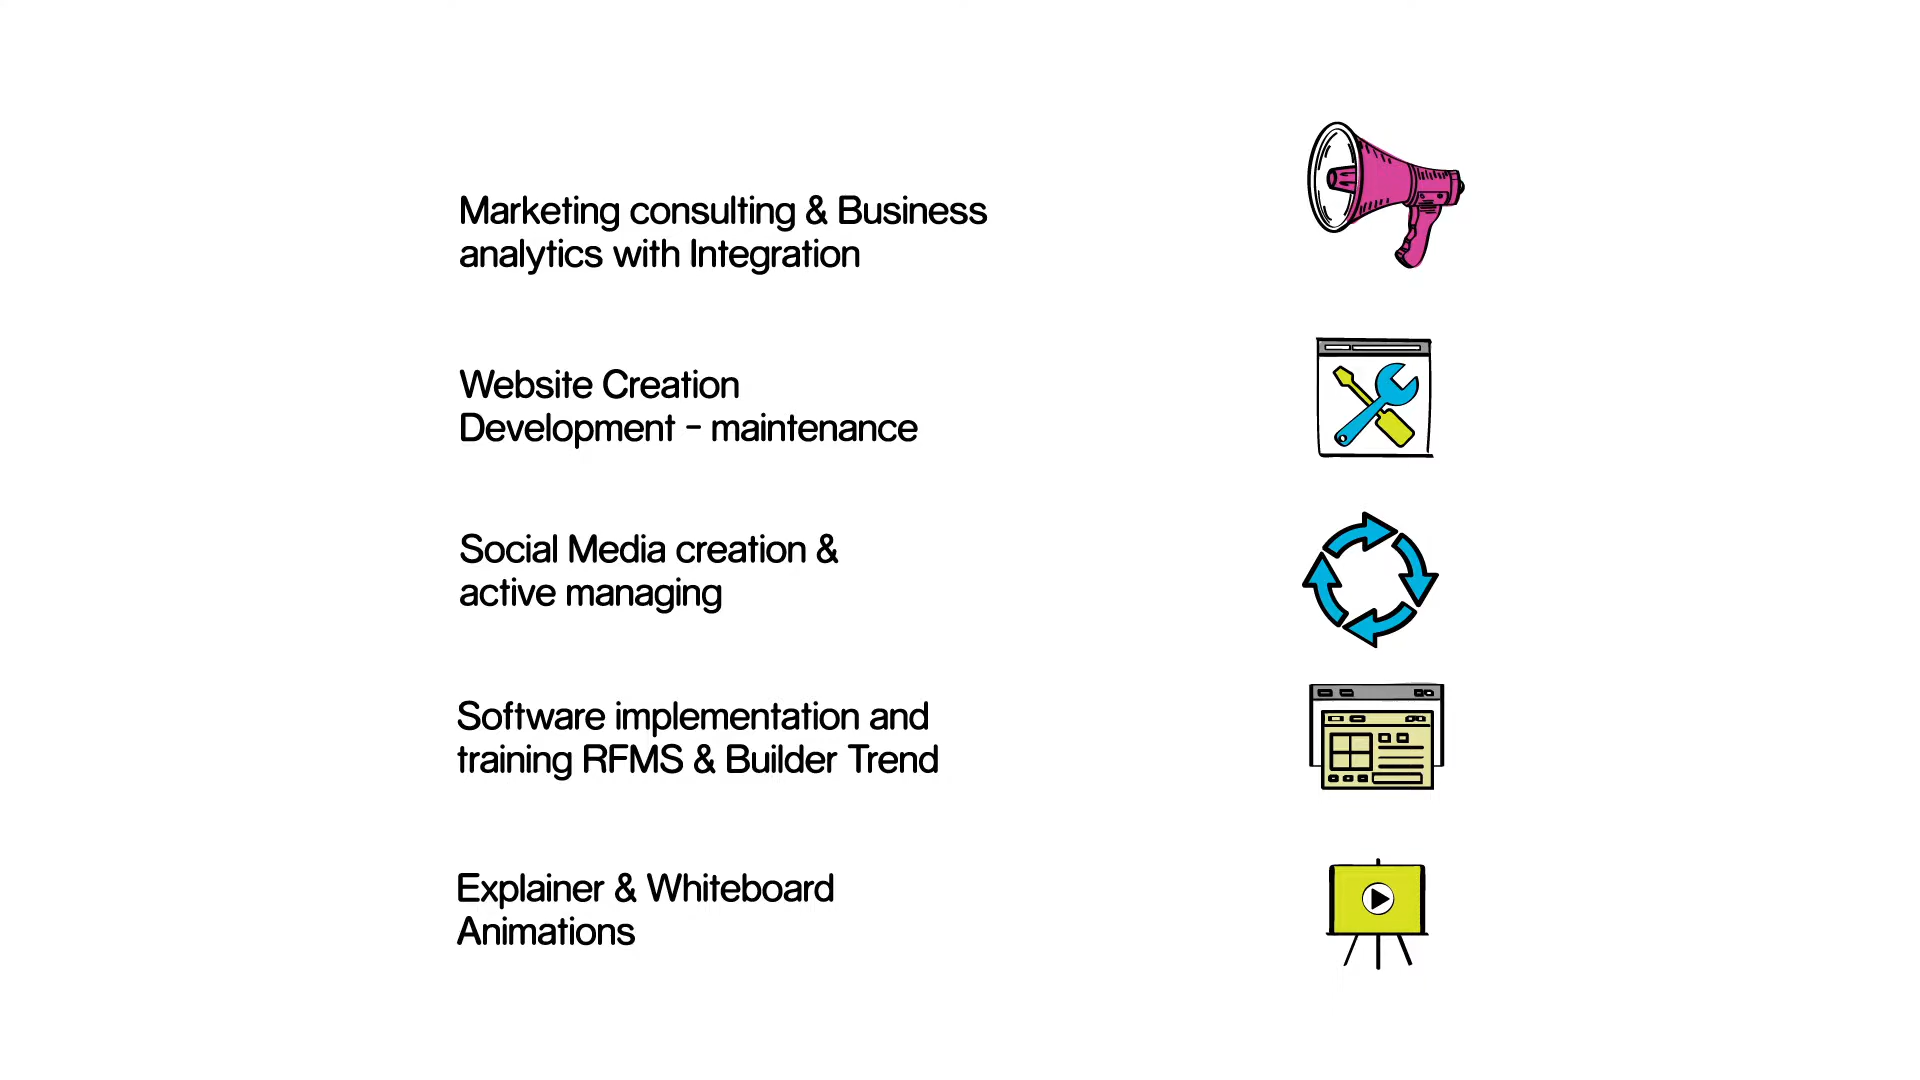 Marketing consulting & Business
analytics with Integration
Website Creation
Development - maintenance
Social Media creation &
active managing
Software implementation and
training RFMS & Builder Trend
Explainer & Whiteboard
Animations